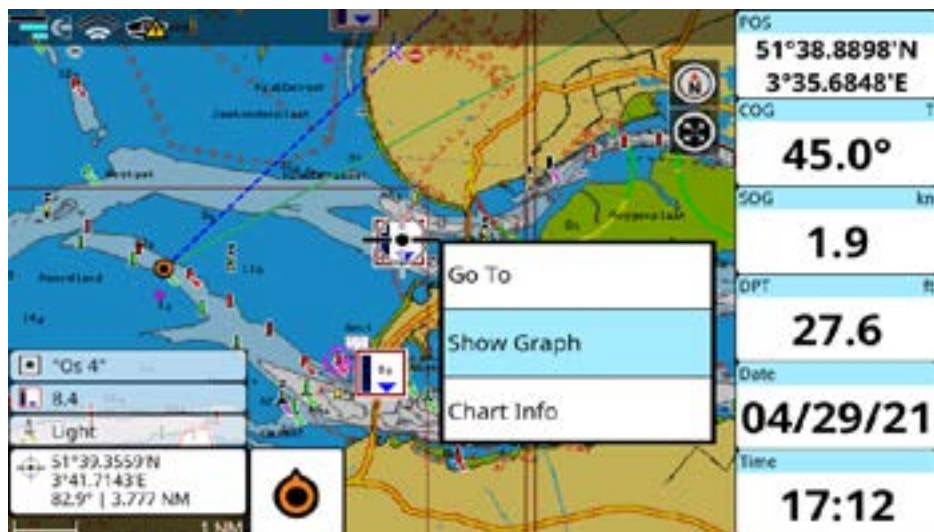 POS
51°38.8898'N
3°35.6848'E
COG T
45.0°
SOG kn
1.9
DPT ft
27.6
Date
04/29/21
Time
17:12
N
Go To
Show Graph
Chart Info
"Os 4"
8.4
Light
51°39.3559'N
3°41.7143'E
82.9° | 3.777 NM
1 NM